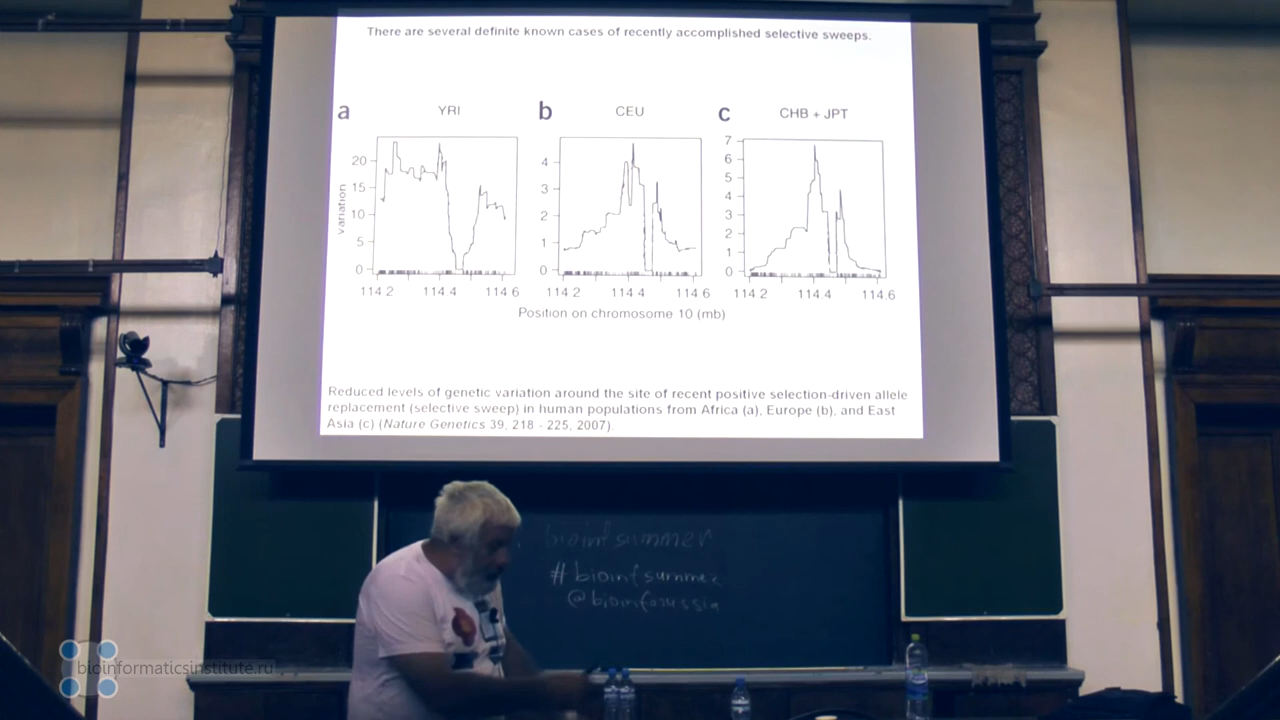 There are several definite known cases of recently accomplished selective sweeps.
a YRI b CEU c CHB + JPT
variation
20
15
10
5
0
4
3
2
1
0
7
6
5
4
3
2
1
0
114 2 114 4 114 6 114 2 114 4 114 6 114 2 114 4 114.6
Position on chromosome 10 (mb)
Reduced levels of genetic variation around the site of recent positive selection-driven allele
replacement (selective sweep) in human populations from Africa (a), Europe (b), and East
Asia (c) (Nature Genetics 39, 218 - 225, 2007).
bioinfsummer
#bioinfsummer
@bioinforussia
bioinformaticsinstitute.ru